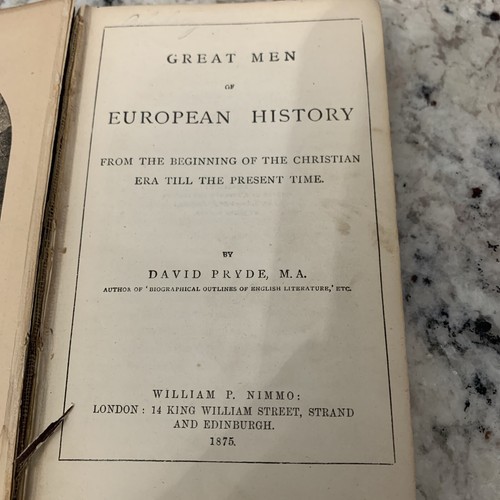 GREAT MEN
OF
EUROPEAN HISTORY
FROM THE BEGINNING OF THE CHRISTIAN
ERA TILL THE PRESENT TIME.
BY
DAVID PRYDE, M.A.
AUTHOR OF 'BIOGRAPHICAL OUTLINES OF ENGLISH LITERATURE,' ETC.
WILLIAM P. NIMMO:
LONDON: 14 KING WILLIAM STREET, STRAND
AND EDINBURGH.
1875.